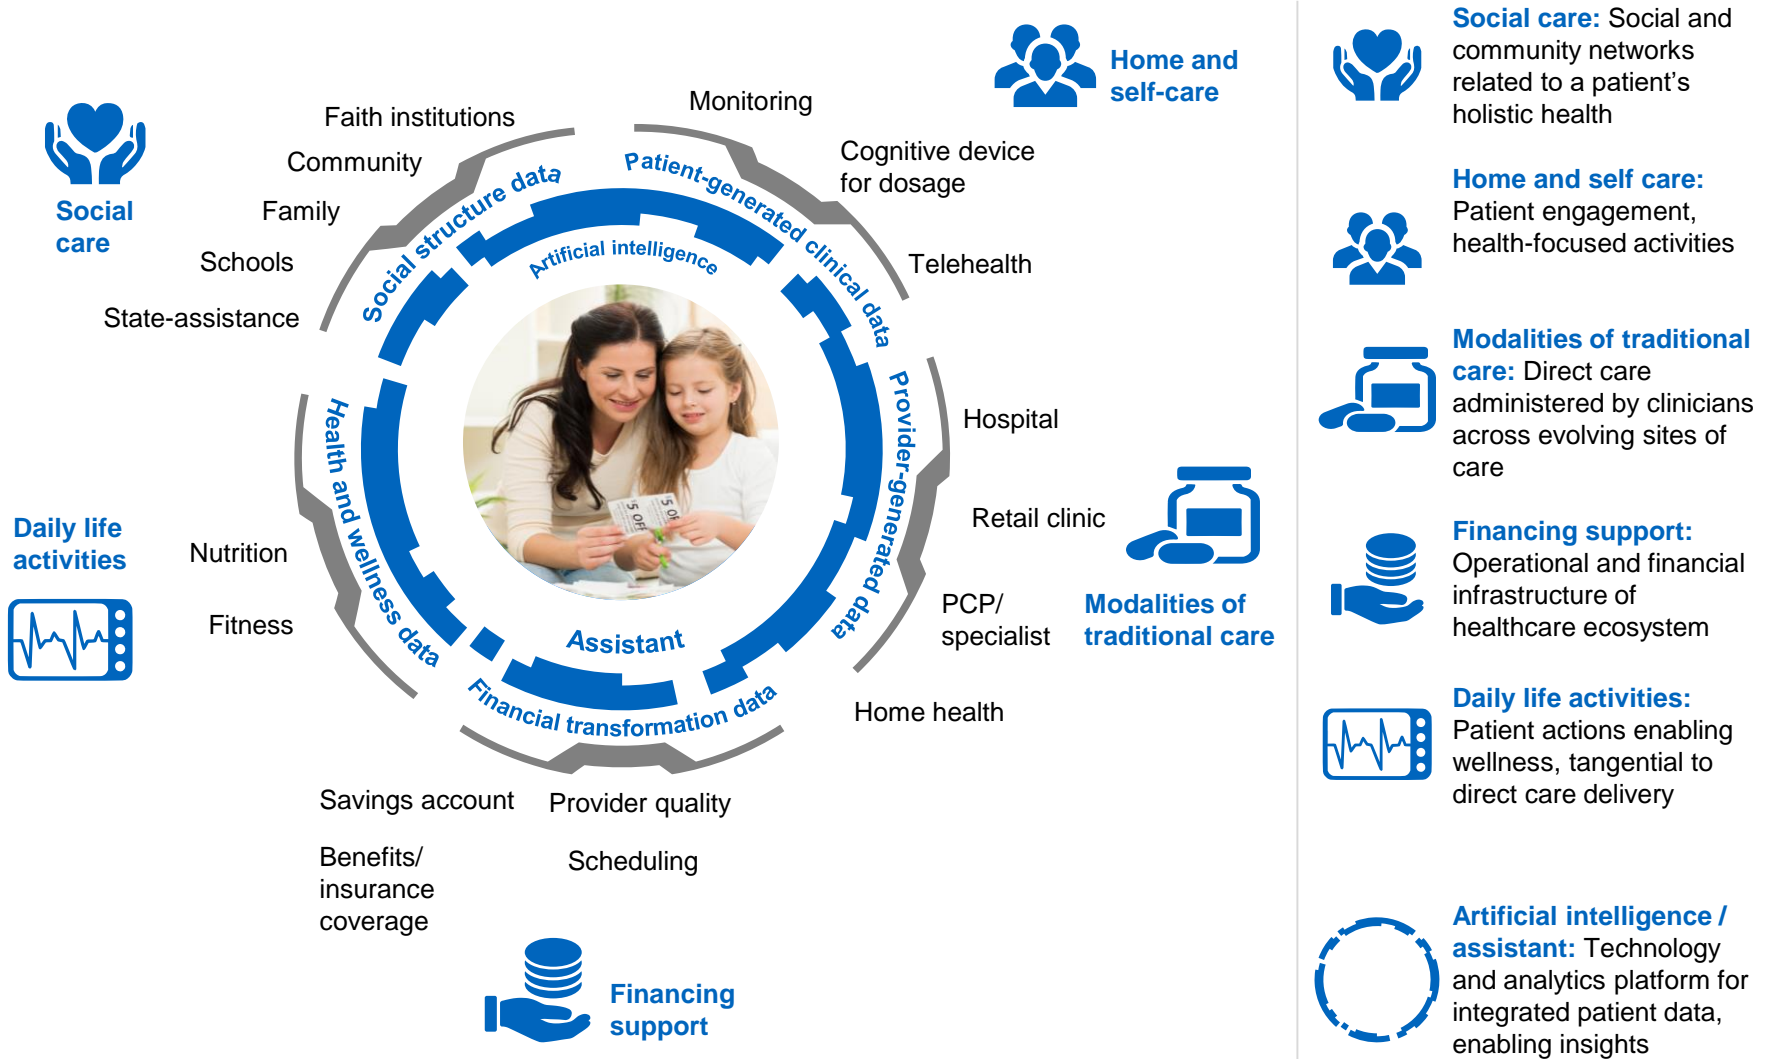 Social
care
Faith institutions
Community
Family
Schools
State-assistance
Home and
self-care
Monitoring
Cognitive device
for dosage
Telehealth
Social structure data
Patient-generated clinical data
Artificial intelligence
Provider-generated data
Health and wellness data
Financial transformation data
Assistant
5 OFF
5 OFF
Hospital
Retail clinic
PCP/
specialist
Home health
Modalities of
traditional care
Daily life
activities
Nutrition
Fitness
Savings account
Provider quality
Benefits/
insurance
coverage
Scheduling
Financing
support
Social care: Social and
community networks
related to a patient’s
holistic health
Home and self care:
Patient engagement,
health-focused activities
Modalities of traditional
care: Direct care
administered by clinicians
across evolving sites of
care
Financing support:
Operational and financial
infrastructure of
healthcare ecosystem
Daily life activities:
Patient actions enabling
wellness, tangential to
direct care delivery
Artificial intelligence /
assistant: Technology
and analytics platform for
integrated patient data,
enabling insights